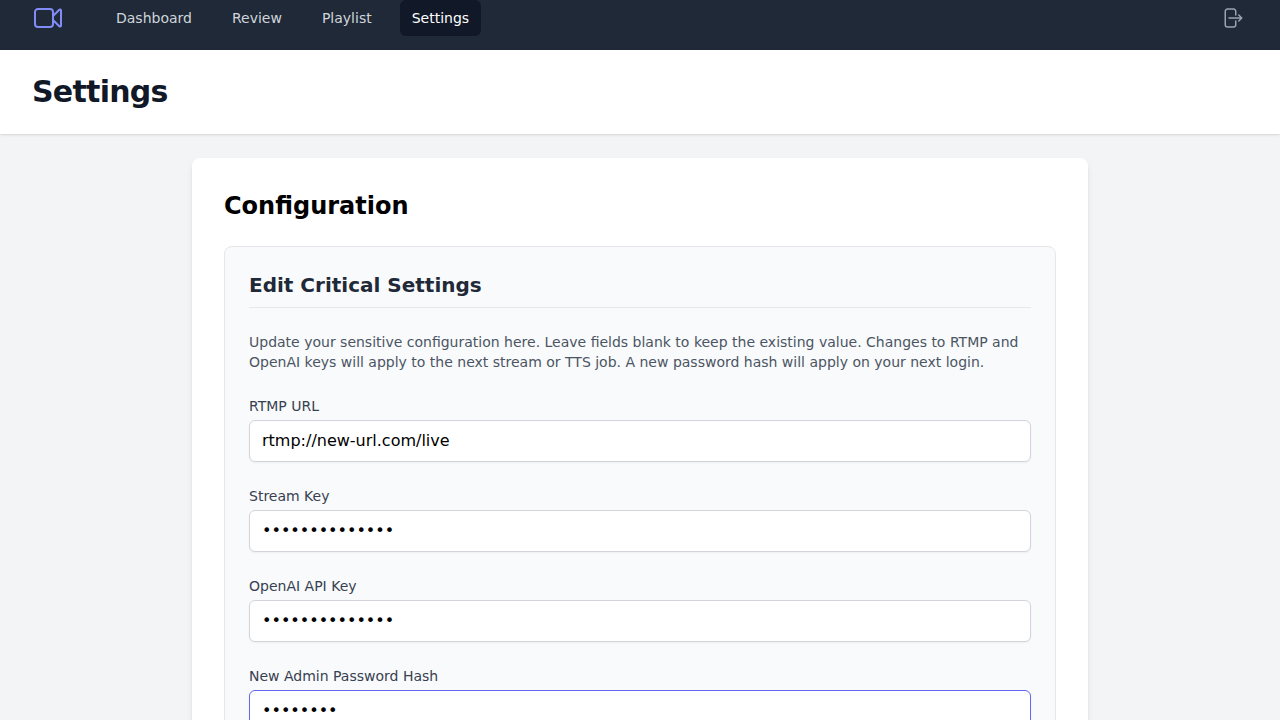 Dashboard
Review
Playlist
Settings
Settings
Configuration
Edit Critical Settings
Update your sensitive configuration here. Leave fields blank to keep the existing value. Changes to RTMP and
OpenAI keys will apply to the next stream or TTS job. A new password hash will apply on your next login.
RTMP URL
rtmp://new-url.com/live
Stream Key
••••••••••••••
OpenAI API Key
••••••••••••••
New Admin Password Hash
••••••••